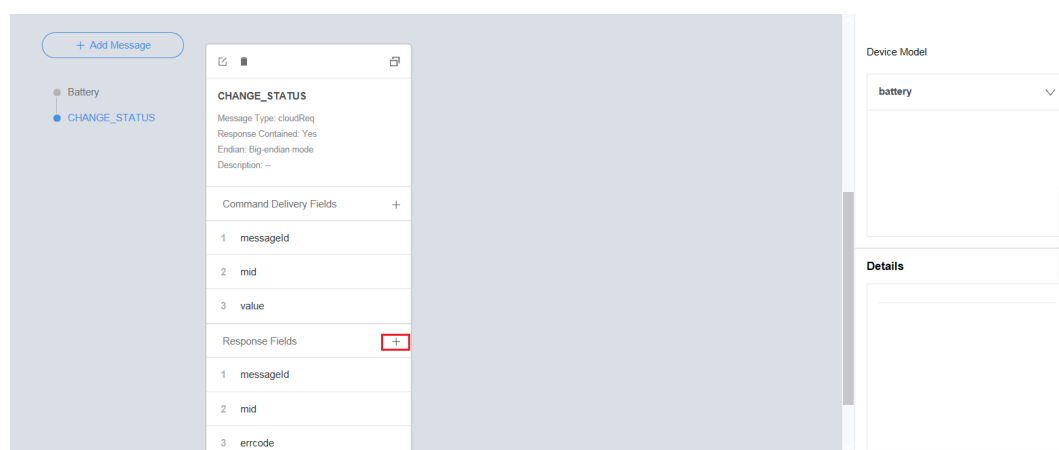 + Add Message
Battery
CHANGE_STATUS
CHANGE_STATUS
Message Type: cloudReq
Response Contained: Yes
Endian: Big-endian mode
Description: --
Command Delivery Fields +
1 messageId
2 mid
3 value
Response Fields +
1 messageId
2 mid
3 errcode
Device Model
battery
Details